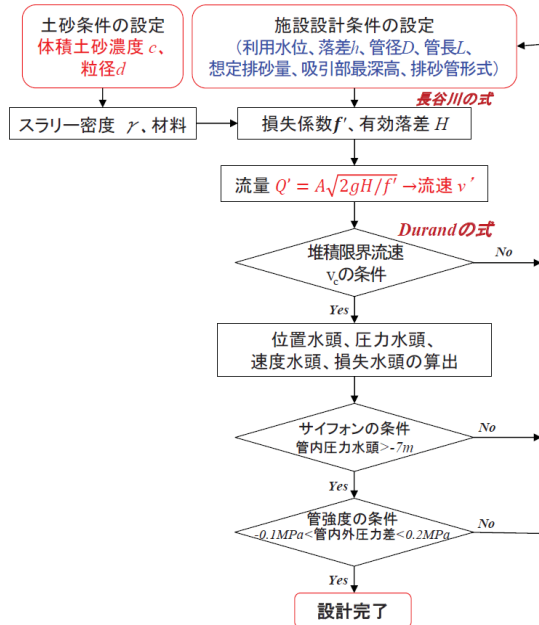 土砂条件の設定
体積土砂濃度 c、
粒径d
施設設計条件の設定
(利用水位、落差h、管径D、管長L、
想定排砂量、吸引部最深高、排砂管形式)
長谷川の式
スラリー密度 γ、材料
損失係数f′、有効落差 H
流量 Q′ = A√2gH/f′ →流速 v′
Durandの式
堆積限界流速
vcの条件
No
Yes
位置水頭、圧力水頭、
速度水頭、損失水頭の算出
サイフォンの条件
管内圧力水頭>-7m
No
Yes
管強度の条件
-0.1MPa<管内外圧力差<0.2MPa
No
Yes
設計完了